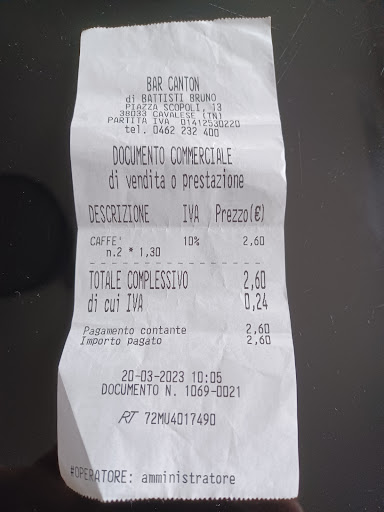 BAR CANTON
di BATTISTI BRUNO
PIAZZA SCOPOLI, 13
38033 CAVALESE (TN)
PARTITA IVA 01412530220
tel. 0462 232 400
DOCUMENTO COMMERCIALE
di vendita o prestazione
DESCRIZIONE IVA Prezzo(€)
CAFFE' 10% 2,60
n.2 * 1,30
TOTALE COMPLESSIVO 2,60
di cui IVA 0,24
Pagamento contante 2,60
Importo pagato 2,60
20-03-2023 10:05
DOCUMENTO N. 1069-0021
RT 72MU4017490
#OPERATORE: amministratore